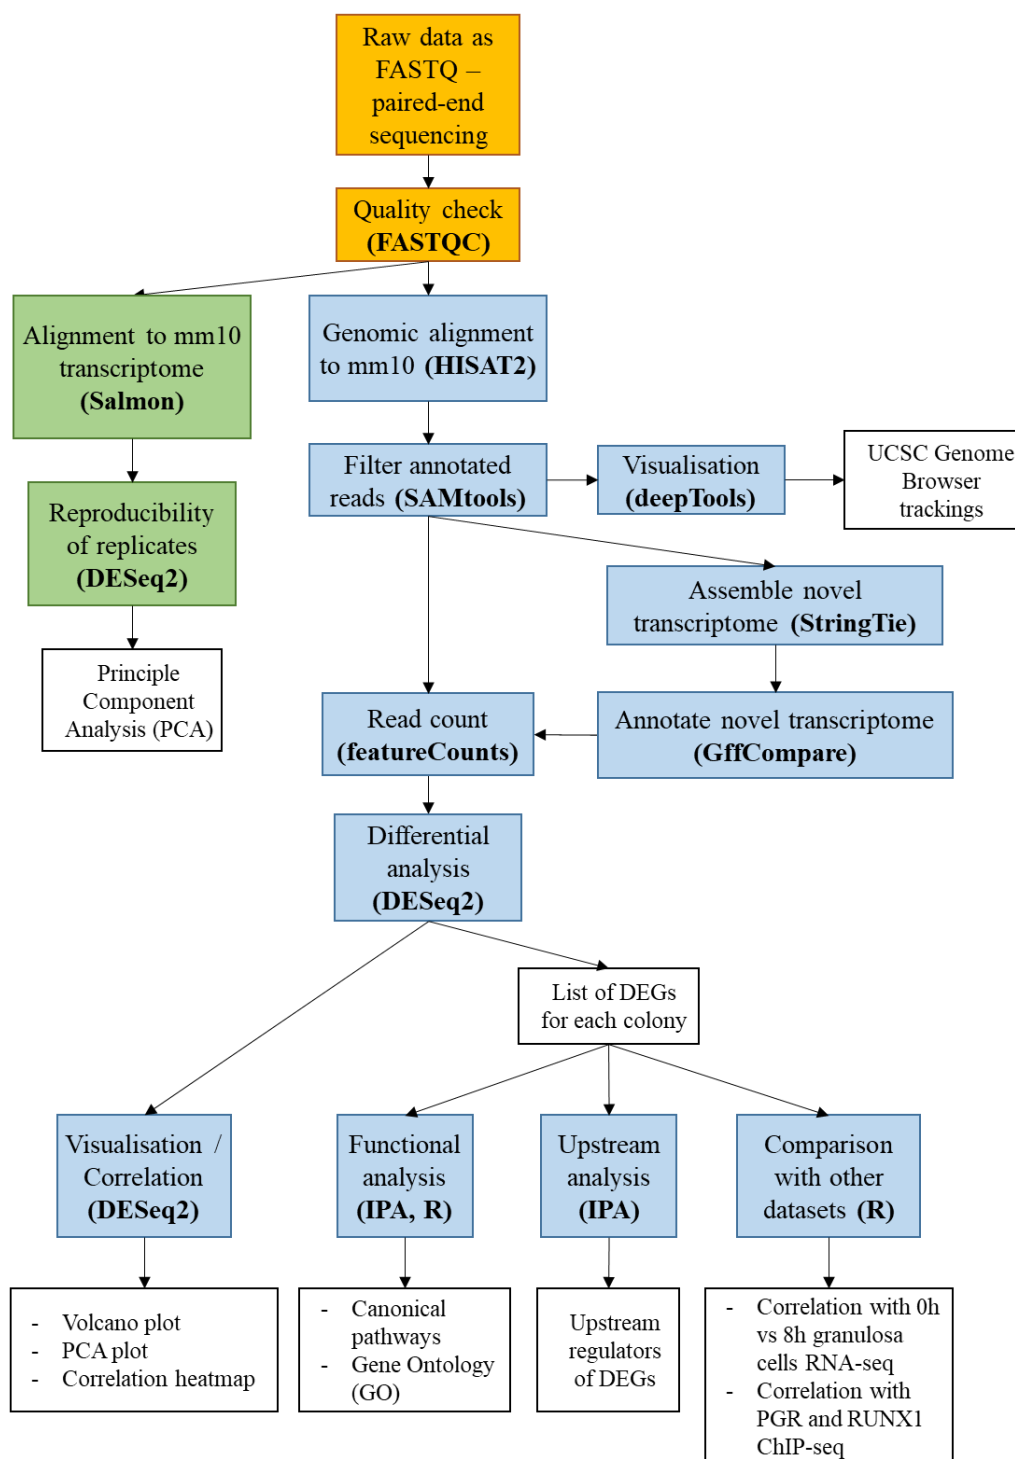 Raw data as
FASTQ –
paired-end
sequencing
Quality check
(FASTQC)
Alignment to mm10
transcriptome
(Salmon)
Genomic alignment
to mm10 (HISAT2)
Filter annotated
reads (SAMtools)
Visualisation
(deepTools)
UCSC Genome
Browser
trackings
Reproducibility
of replicates
(DESeq2)
Assemble novel
transcriptome (StringTie)
Principle
Component
Analysis (PCA)
Read count
(featureCounts)
Annotate novel transcriptome
(GffCompare)
Differential
analysis
(DESeq2)
List of DEGs
for each colony
Visualisation /
Correlation
(DESeq2)
Functional
analysis
(IPA, R)
Upstream
analysis
(IPA)
Comparison
with other
datasets (R)
- Volcano plot
- PCA plot
- Correlation heatmap
- Canonical
pathways
- Gene Ontology
(GO)
Upstream
regulators
of DEGs
- Correlation with 0h
vs 8h granulosa
cells RNA-seq
- Correlation with
PGR and RUNX1
ChIP-seq